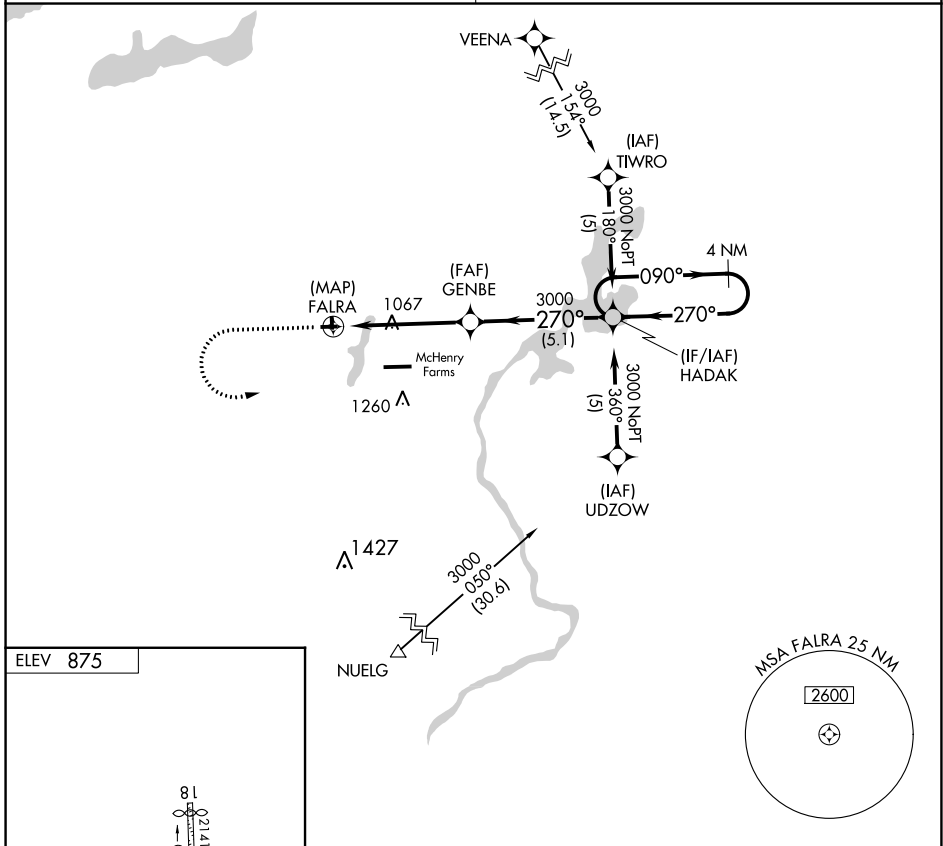 VEENA
3000
154°
(14.5)
(IAF)
TIWRO
3000 NoPT
180°
(5)
4 NM
090°
270°
(FAF)
GENBE
3000
270°
(5.1)
(MAP)
FALRA
1067
McHenry
Farms
1260
(IF/IAF)
HADAK
3000 NoPT
360°
(5)
(IAF)
UDZOW
1427
3000
050°
(30.6)
NUELG
MSA FALRA 25 NM
2600
ELEV 875
18